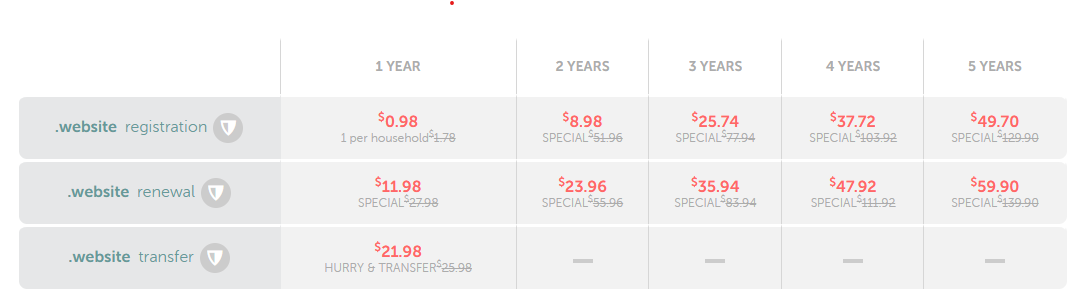 1 YEAR 2 YEARS 3 YEARS 4 YEARS 5 YEARS
.website registration $0.98 $8.98 $25.74 $37.72 $49.70
1 per household$1.78 SPECIAL$51.96 SPECIAL$77.94 SPECIAL$103.92 SPECIAL$129.90
.website renewal $11.98 $23.96 $35.94 $47.92 $59.90
SPECIAL$27.98 SPECIAL$55.96 SPECIAL$83.94 SPECIAL$111.92 SPECIAL$139.90
.website transfer $21.98 — — — —
HURRY & TRANSFER$25.98